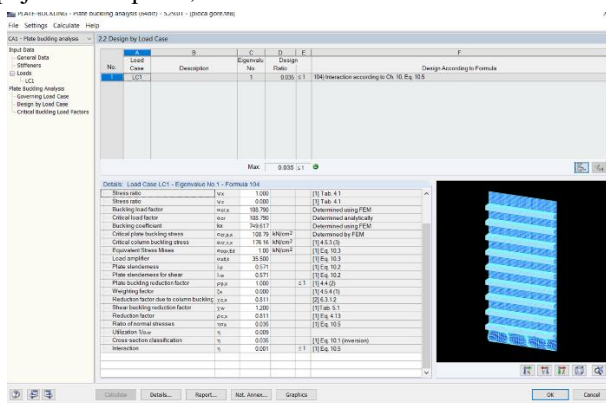 PLATE-BUCKLING - Plate buckling analysis
File Settings Calculate Help
CA1 - Plate buckling analysis
2.2 Design by Load Case
Input Data
General Data
Stiffeners
Loads
LC1
Plate Buckling Analysis
Governing Load Case
Design by Load Case
Critical Buckling Load Factors
A B C D E F
Load Eigenvalu Design
No. Case Description No Ratio Design According to Formula
1 LC1 1 0.035 ≤ 1 104) Interaction according to Ch. 10, Eq. 10.5
Max: 0.035 ≤ 1
Details: Load Case LC1 - Eigenvalue No.1 - Formula 104
Stress ratio 1.000 [1] Tab. 4.1
Stress ratio 0.000 [1] Tab. 4.1
Buckling load factor 108.790 Determined using FEM
Critical load factor 108.790 Determined analytically
Buckling coefficient 749.617 Determined using FEM
Critical plate buckling stress 108.79 kN/cm² Determined by FEM
Critical column buckling stress 176.16 kN/cm² [1] 4.5.3 (3)
Equivalent Stress Mises 1.00 kN/cm² [1] Eq. 10.3
Load amplifier 35.500 [1] Eq. 10.3
Plate slenderness 0.571 [1] Eq. 10.2
Plate slenderness for shear 0.571 [1] Eq. 10.2
Plate buckling reduction factor 1.000 ≤ 1 [1] 4.4 (2)
Weighting factor 0.000 [1] 4.5.4 (1)
Reduction factor due to column buckling 0.811 [2] 6.3.1.2
Shear buckling reduction factor 1.200 [1] Tab. 5.1
Reduction factor 0.811 [1] Eq. 4.13
Ratio of normal stresses 0.035 [1] Eq. 10.5
Utilization 0.009
Cross-section classification 0.035 [1] Eq. 10.1 (inversion)
Interaction 0.001 ≤ 1 [1] Eq. 10.5
Calculate Details... Report... Nat. Annex... Graphics OK Cancel